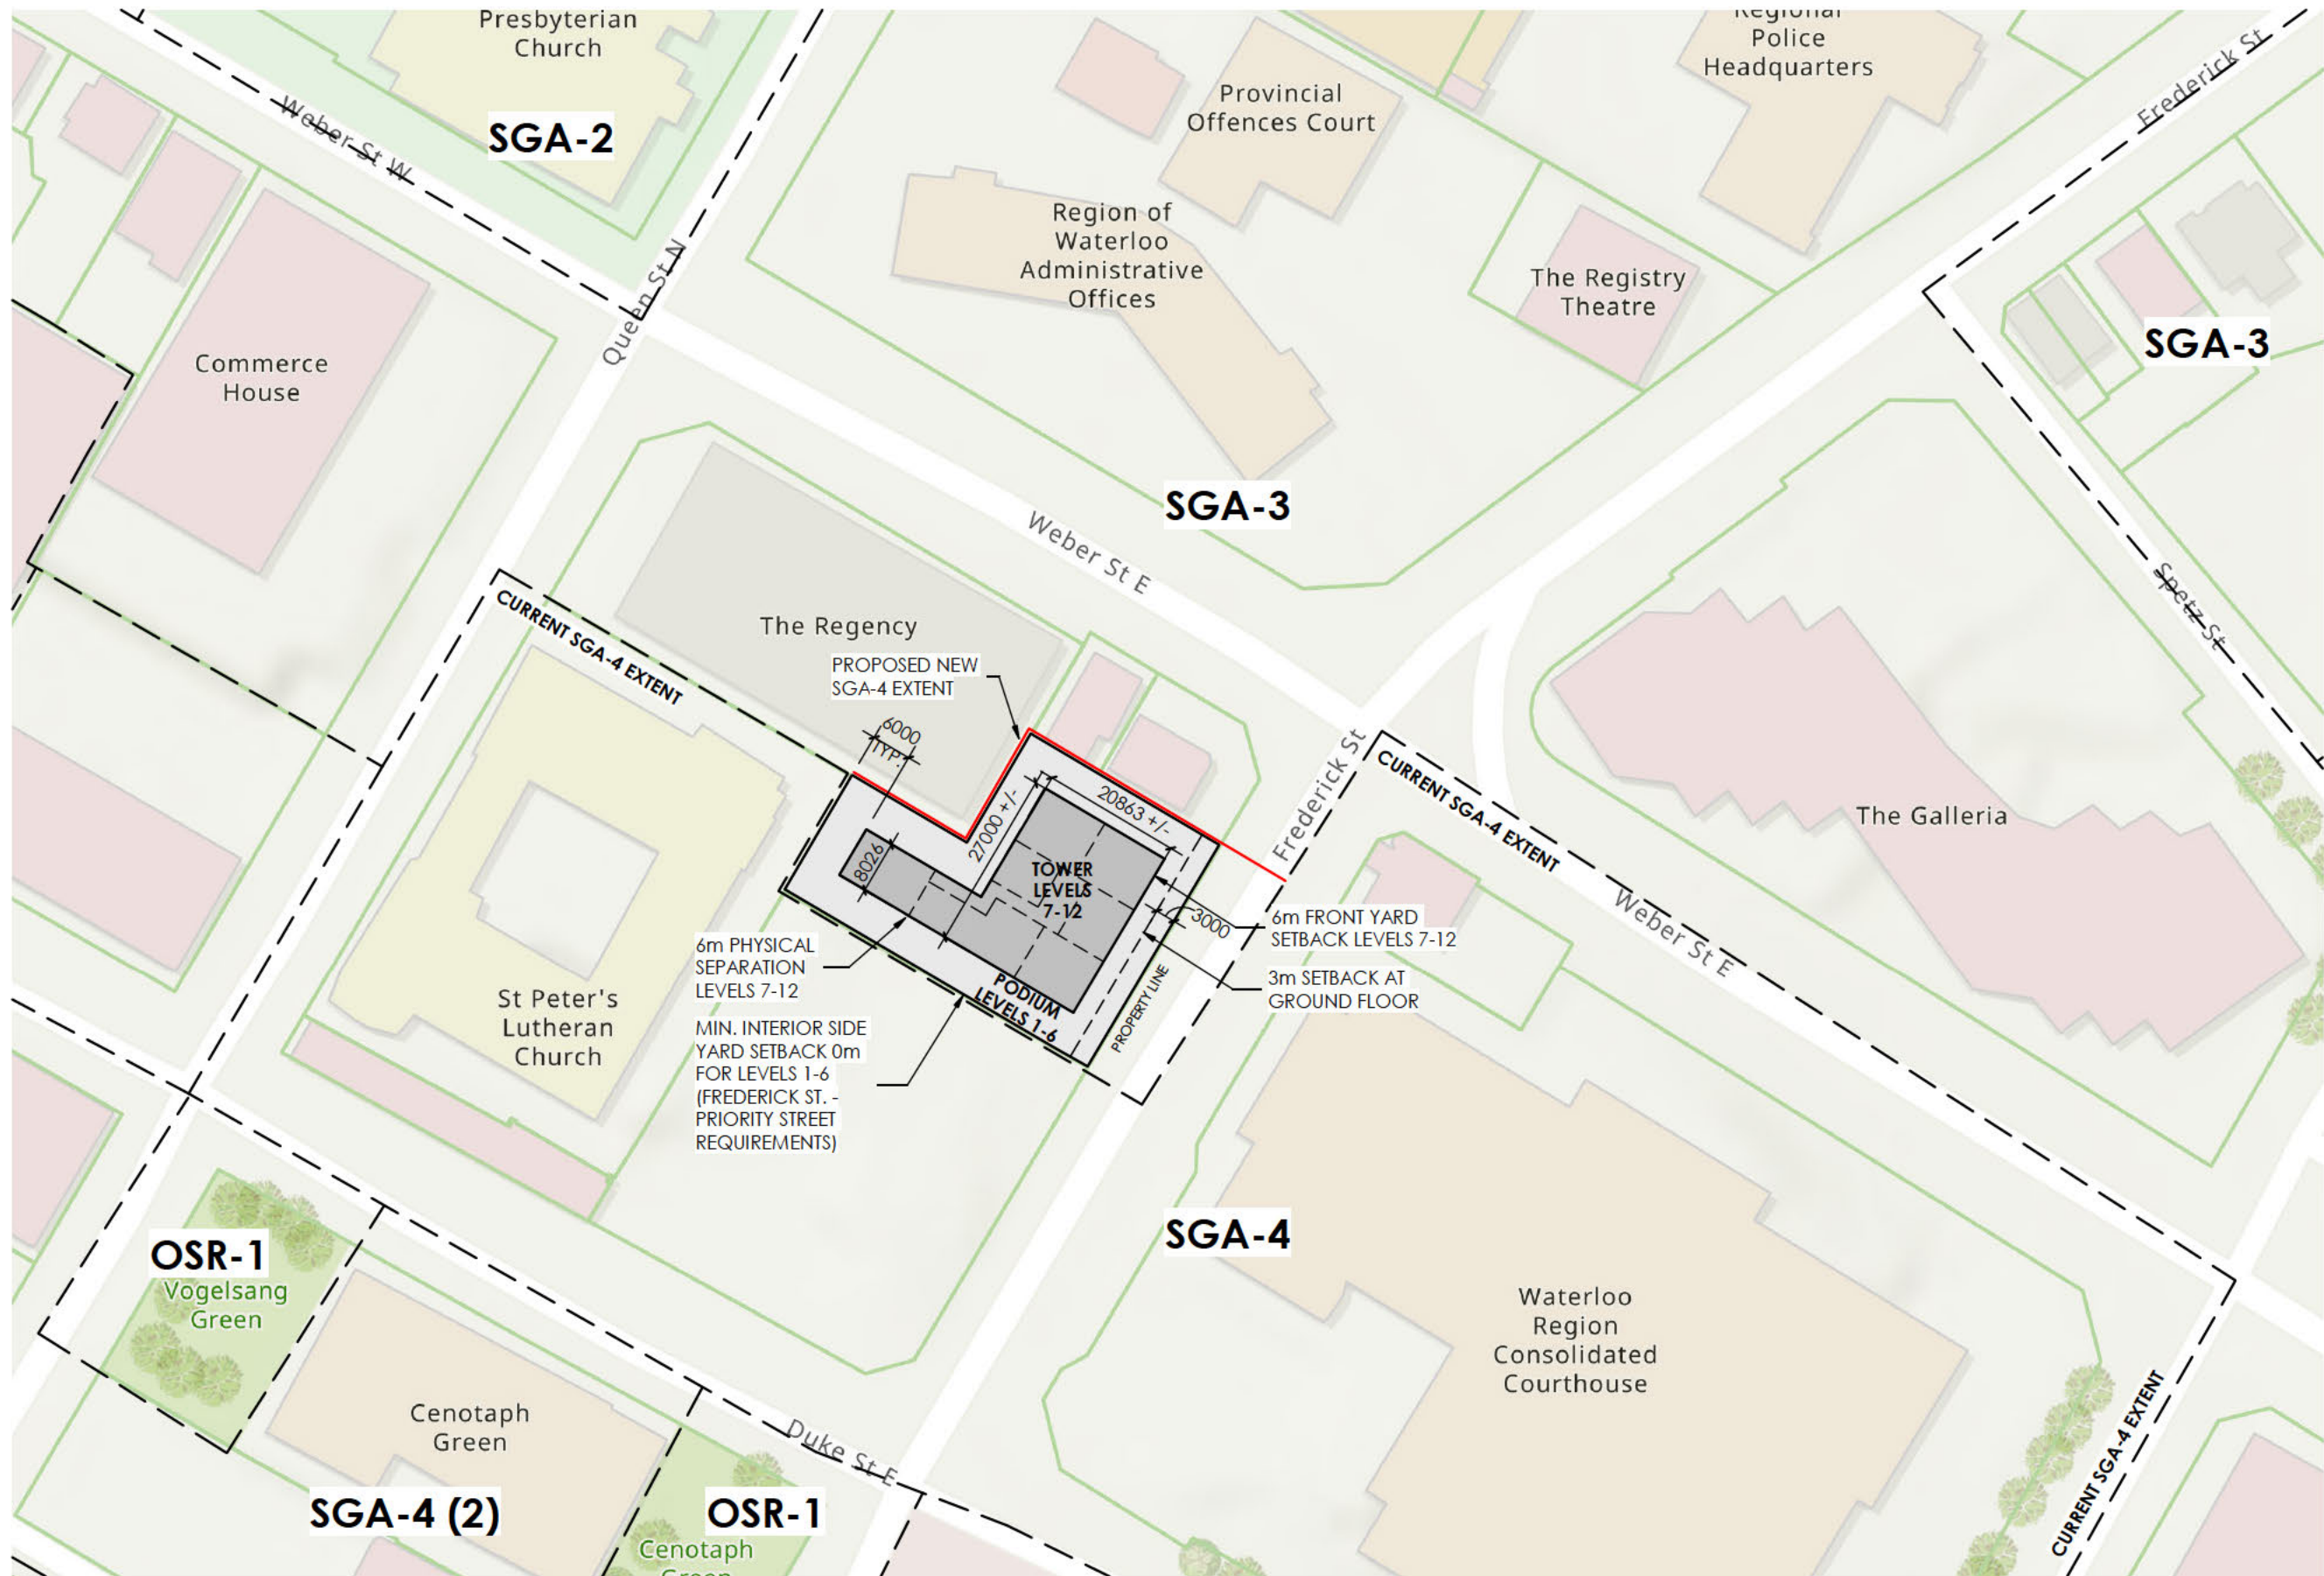 Presbyterian
Church
SGA-2
Weber St W
Queen St N
Provincial
Offences Court
Regional
Police
Headquarters
Frederick St
Region of
Waterloo
Administrative
Offices
The Registry
Theatre
SGA-3
Commerce
House
SGA-3
Weber St E
Spetz St
CURRENT SGA-4 EXTENT
The Regency
PROPOSED NEW
SGA-4 EXTENT
6000
TYP.
27000 +/-
20863 +/-
8026
TOWER
LEVELS
7-12
Frederick St
CURRENT SGA-4 EXTENT
The Galleria
Weber St E
3000
6m FRONT YARD
SETBACK LEVELS 7-12
3m SETBACK AT
GROUND FLOOR
PROPERTY LINE
PODIUM
LEVELS 1-6
6m PHYSICAL
SEPARATION
LEVELS 7-12
MIN. INTERIOR SIDE
YARD SETBACK 0m
FOR LEVELS 1-6
(FREDERICK ST. -
PRIORITY STREET
REQUIREMENTS)
St Peter's
Lutheran
Church
SGA-4
OSR-1
Vogelsang
Green
Waterloo
Region
Consolidated
Courthouse
Cenotaph
Green
Duke St E
SGA-4 (2)
OSR-1
Cenotaph
Green
CURRENT SGA-4 EXTENT